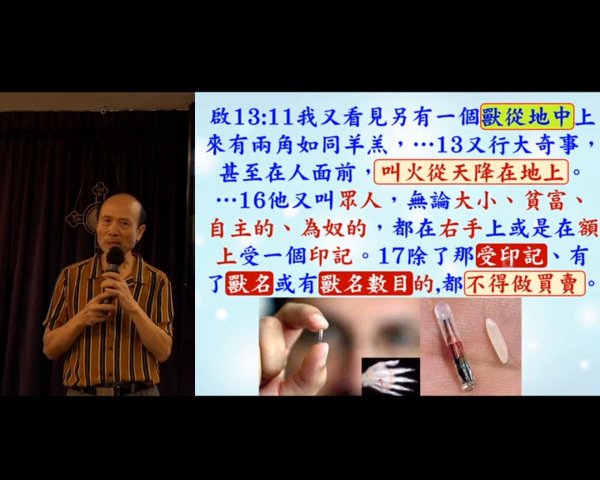 啟13:11我又看見另有一個獸從地中上
來有兩角如同羊羔，…13又行大奇事，
甚至在人面前，叫火從天降在地上。
…16他又叫眾人，無論大小、貧富、
自主的、為奴的，都在右手上或是在額
上受一個印記。17除了那受印記、有
了獸名或有獸名數目的,都不得做買賣。